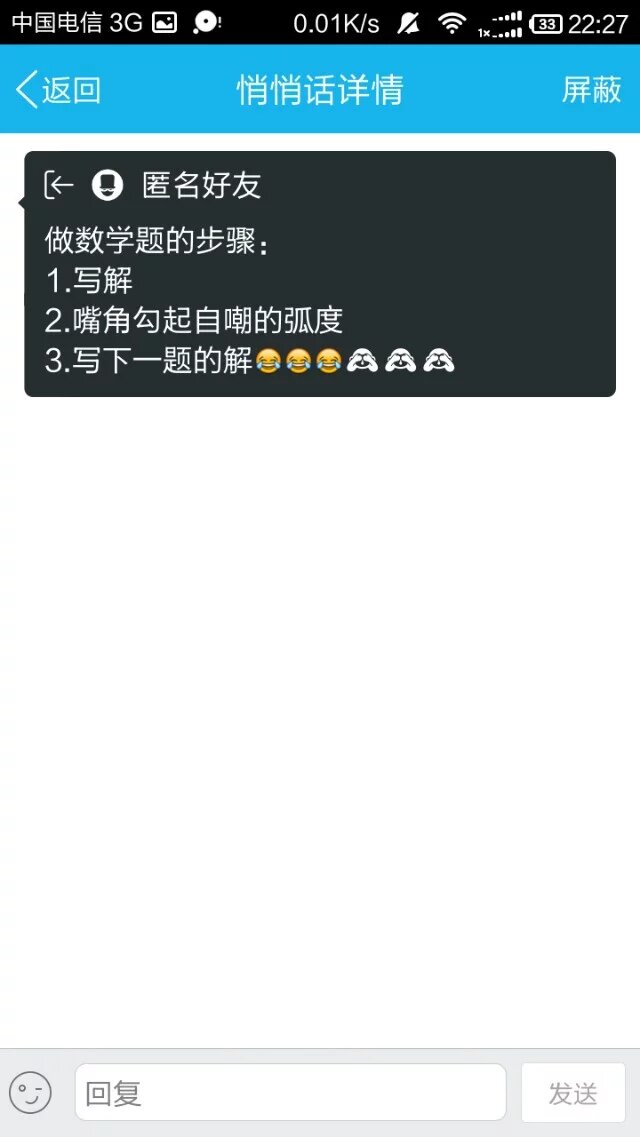 中国电信 3G 0.01K/s 1x 33 22:27
返回 悄悄话详情 屏蔽
匿名好友
做数学题的步骤：
1.写解
2.嘴角勾起自嘲的弧度
3.写下一题的解😂😂😂🙈🙈🙈
回复 发送